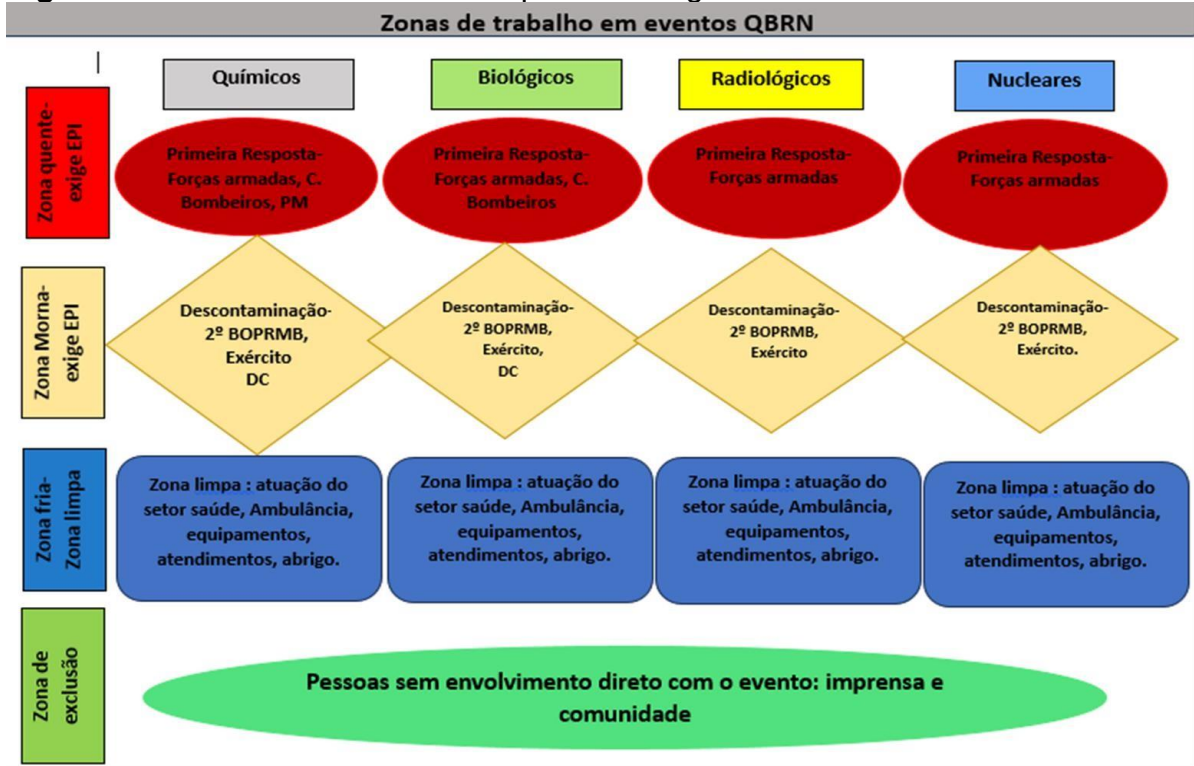 Zonas de trabalho em eventos QBRN
Químicos
Biológicos
Radiológicos
Nucleares
Zona quente-
exige EPI
Primeira Resposta-
Forças armadas, C.
Bombeiros, PM
Primeira Resposta-
Forças armadas, C.
Bombeiros
Primeira Resposta-
Forças armadas
Primeira Resposta-
Forças armadas
Zona Morna-
exige EPI
Descontaminação-
2º BOPRMB,
Exército
DC
Descontaminação-
2º BOPRMB,
Exército,
DC
Descontaminação-
2º BOPRMB,
Exército
Descontaminação-
2º BOPRMB,
Exército.
Zona fria-
Zona limpa
Zona limpa : atuação do
setor saúde, Ambulância,
equipamentos,
atendimentos, abrigo.
Zona limpa : atuação do
setor saúde, Ambulância,
equipamentos,
atendimentos, abrigo.
Zona limpa : atuação do
setor saúde, Ambulância,
equipamentos,
atendimentos, abrigo.
Zona limpa : atuação do
setor saúde, Ambulância,
equipamentos,
atendimentos, abrigo.
Zona de
exclusão
Pessoas sem envolvimento direto com o evento: imprensa e
comunidade